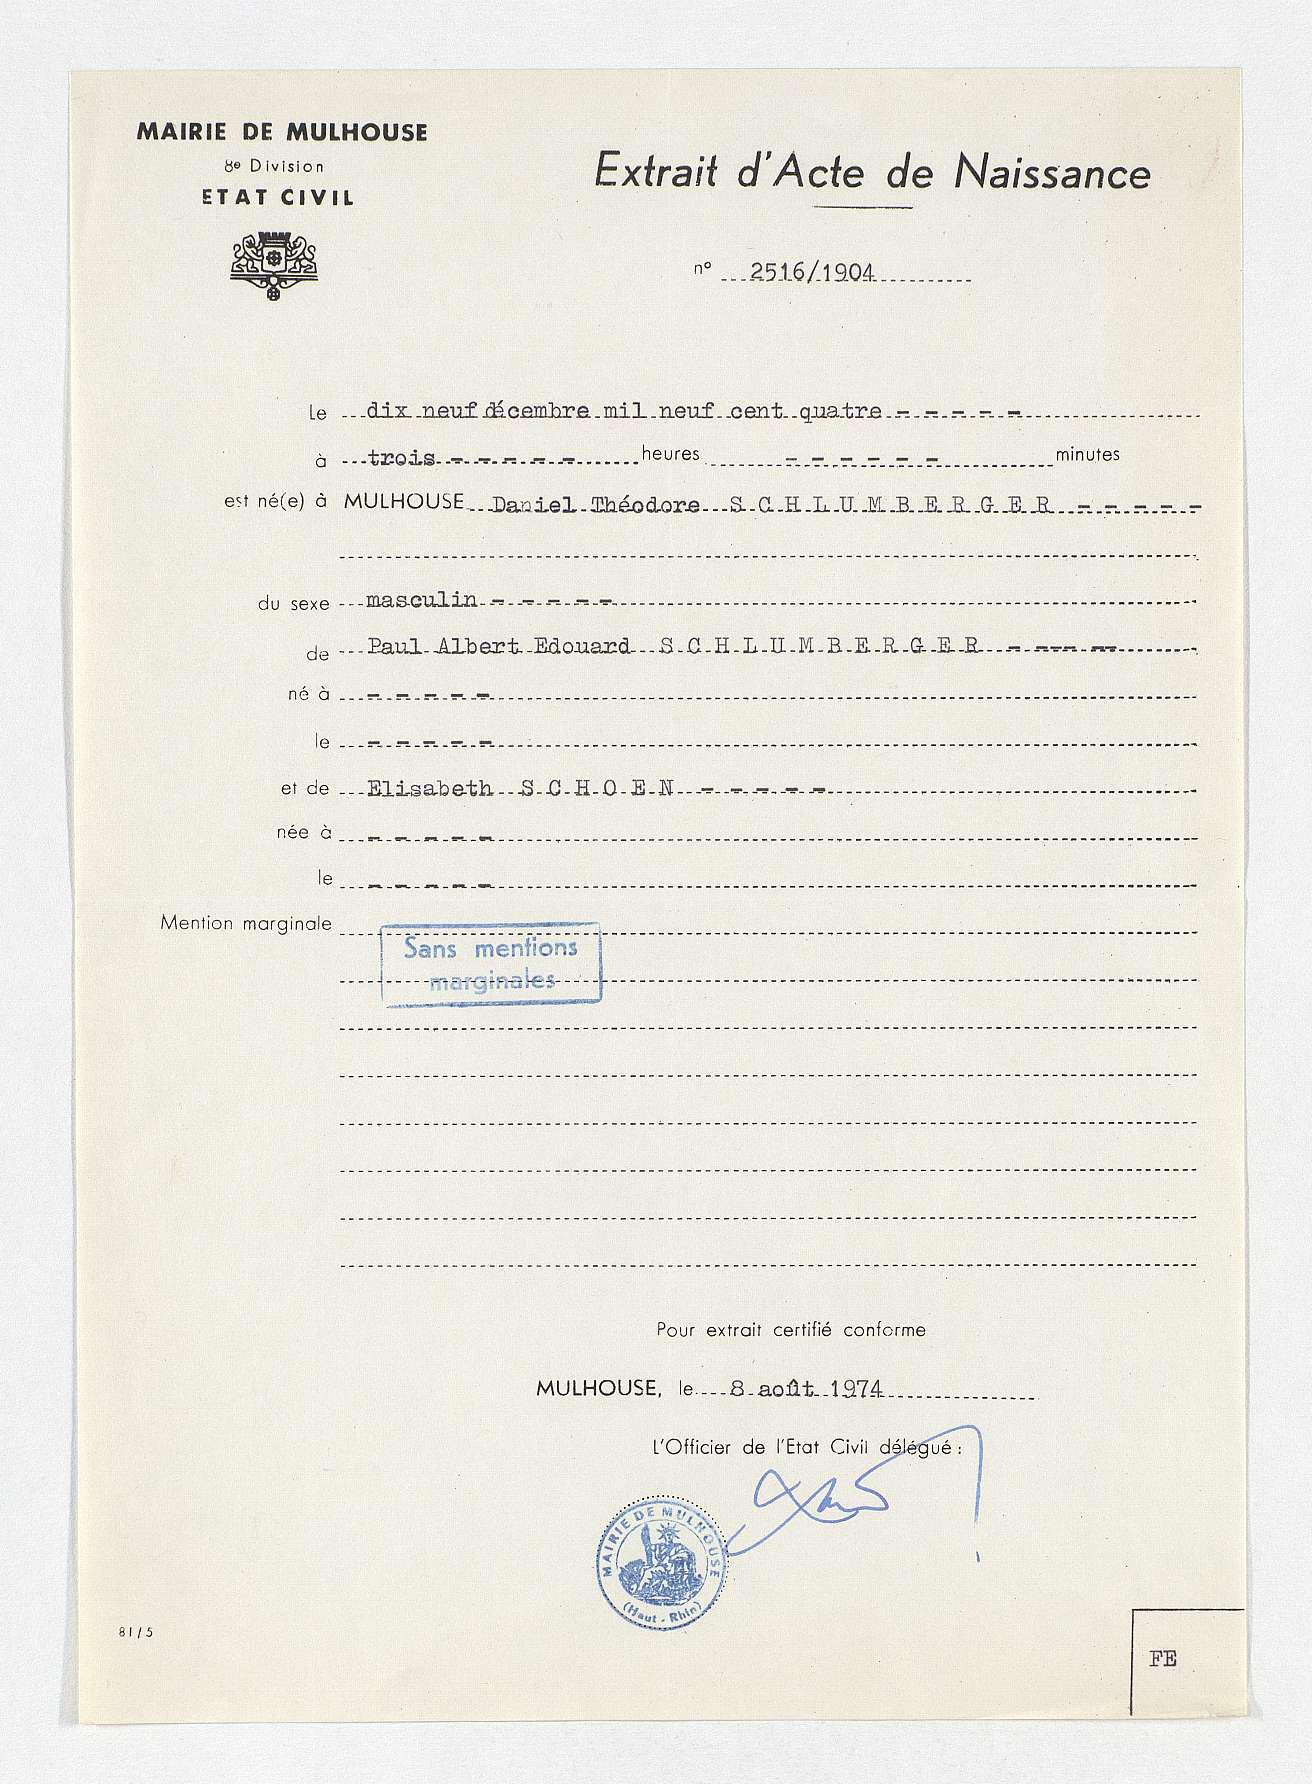 MAIRIE DE MULHOUSE
8e Division
ETAT CIVIL
Extrait d'Acte de Naissance
n° 2516/1904
Le dix neuf décembre mil neuf cent quatre - - - - -
à trois - - - - - heures - - - - - - minutes
est né(e) à MULHOUSE Daniel Théodore S C H L U M B E R G E R - - - - -
du sexe masculin - - - - -
de Paul Albert Edouard S C H L U M B E R G E R - - - - - -
né à - - - - -
le - - - - -
et de Elisabeth S C H O E N - - - - -
née à - - - - -
le - - - - -
Mention marginale
Sans mentions
marginales
Pour extrait certifié conforme
MULHOUSE, le 8 août 1974
L'Officier de l'Etat Civil délégué :
MAIRIE DE MULHOUSE
(Haut - Rhin)
81/5
FE